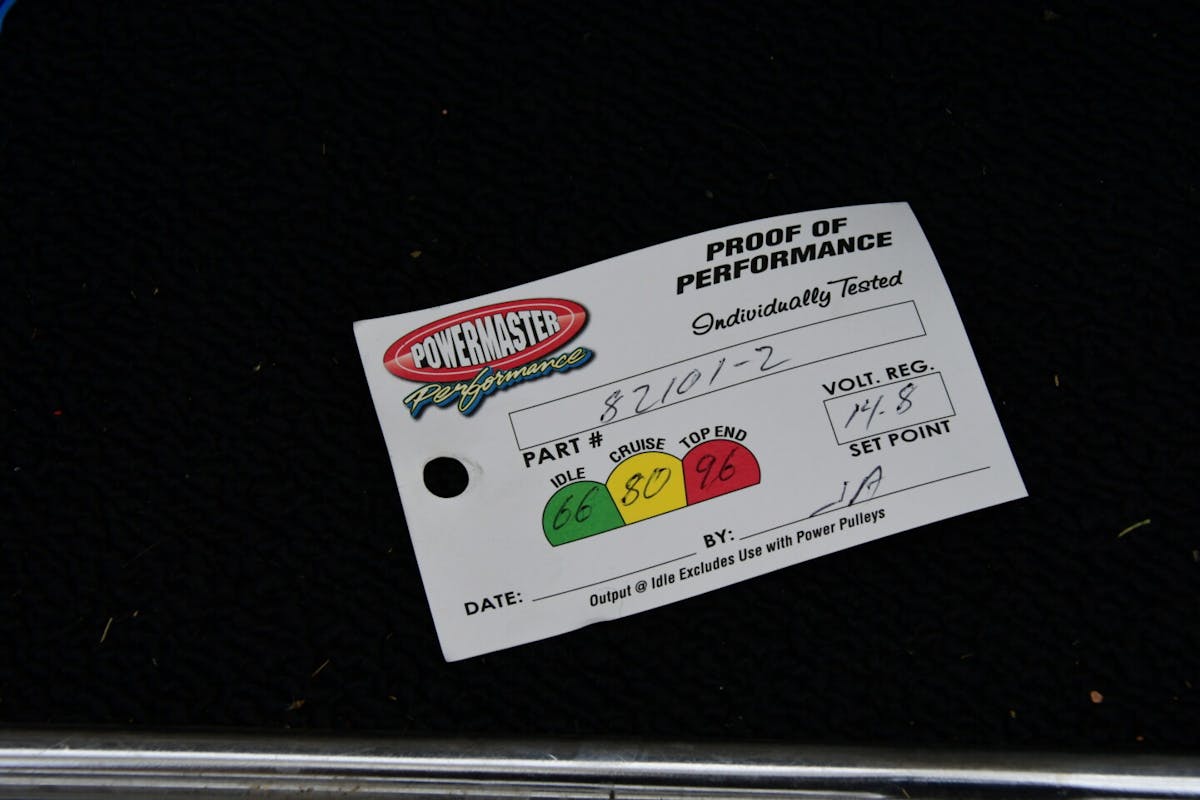 PROOF OF
PERFORMANCE
Individually Tested
POWERMASTER
Performance
82101-2
PART #
VOLT. REG.
14.8
SET POINT
IDLE CRUISE TOP END
66 80 96
DATE: BY: JA
Output @ Idle Excludes Use with Power Pulleys